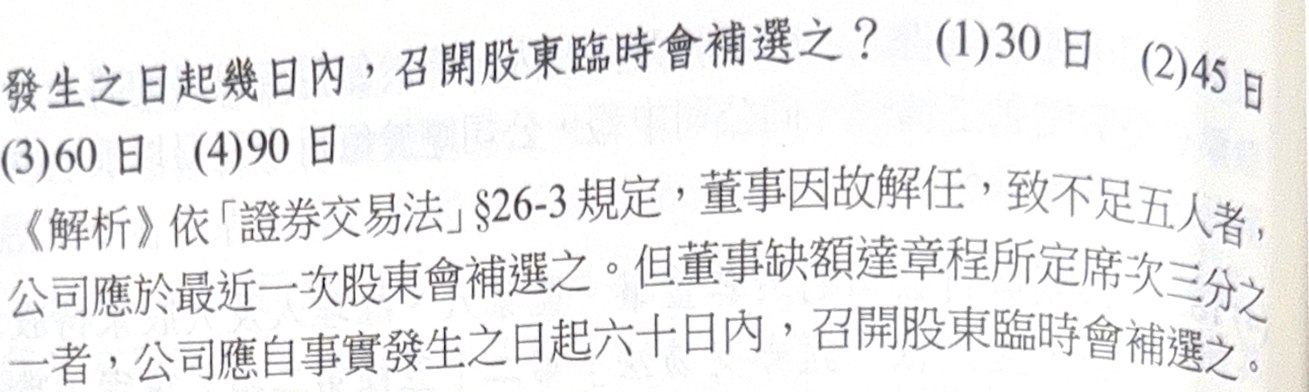 發生之日起幾日內，召開股東臨時會補選之？ (1)30 日 (2)45 日
(3)60 日 (4)90 日
《解析》依「證券交易法」§26-3 規定，董事因故解任，致不足五人者，
公司應於最近一次股東會補選之。但董事缺額達章程所定席次三分之
一者，公司應自事實發生之日起六十日內，召開股東臨時會補選之。